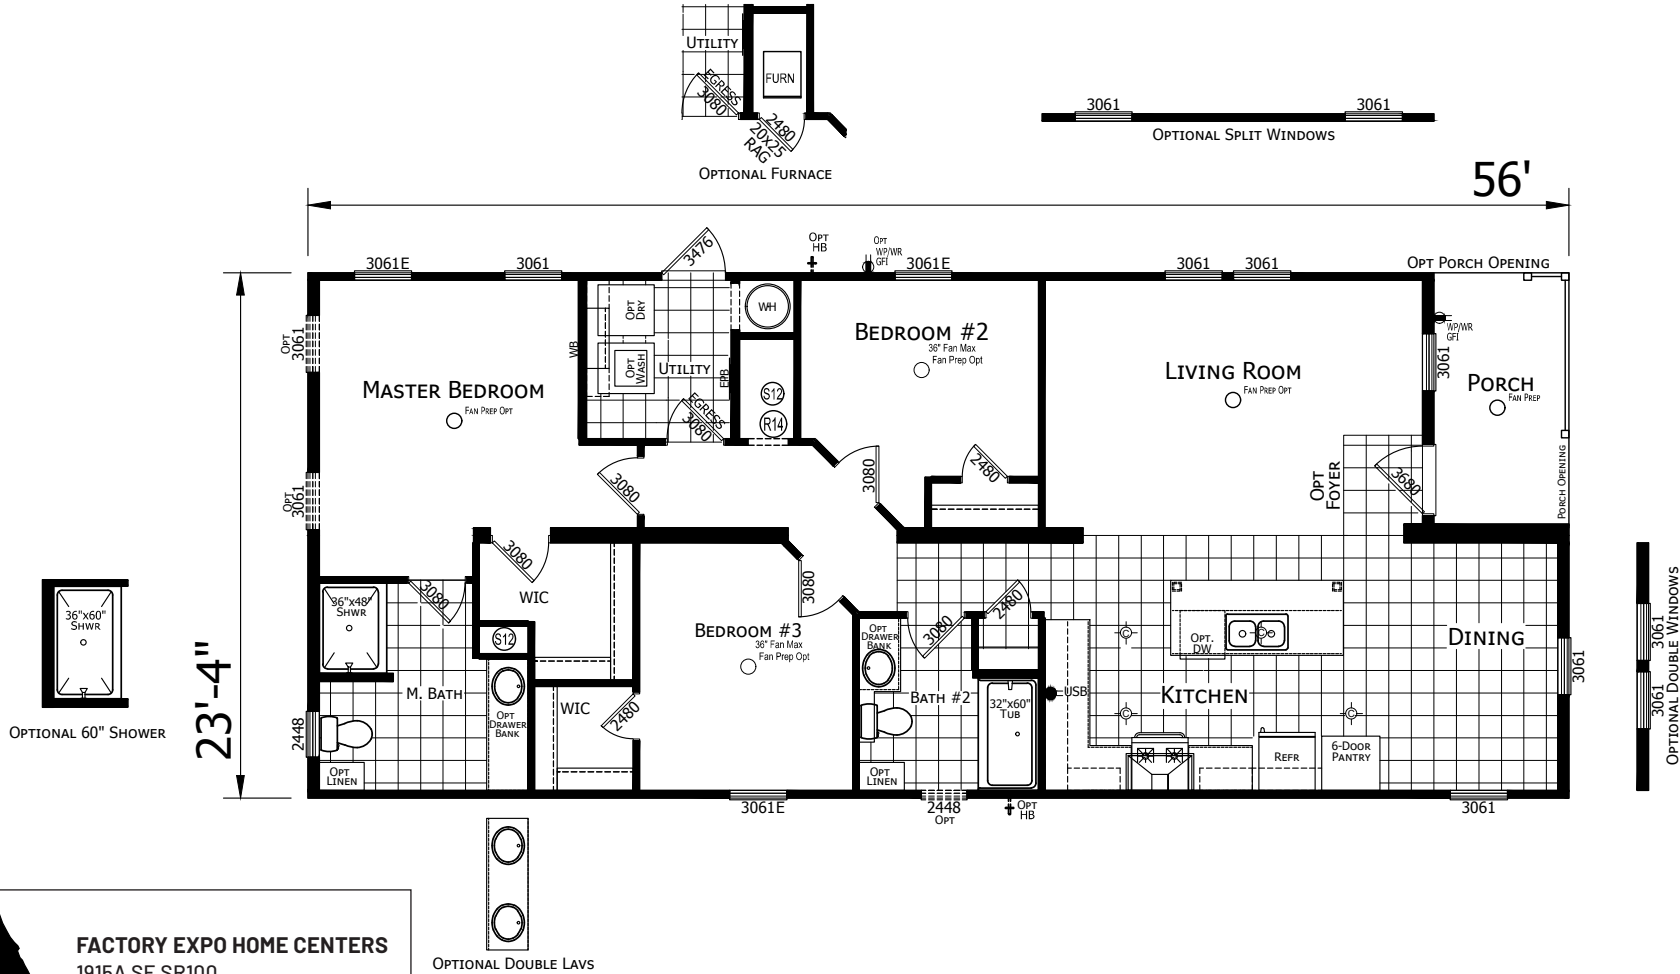 UTILITY
FURN
EGRESS
3080
2480
20x25
RAG
OPTIONAL FURNACE
3061
3061
OPTIONAL SPLIT WINDOWS
56'
3061E
3061
3476
OPT
HB
OPT
WP/WR
GFI
3061E
3061
3061
OPT PORCH OPENING
OPT
3061
OPT
3061
MASTER BEDROOM
FAN PREP OPT
WB
OPT
DRY
OPT
WASH
UTILITY
EPB
EGRESS
3080
WH
S12
R14
BEDROOM #2
36" Fan Max
Fan Prep Opt
3080
2480
LIVING ROOM
FAN PREP OPT
OPT
FOYER
3680
WP/WR
GFI
3061
PORCH
FAN PREP
PORCH OPENING
3080
3080
WIC
3080
36"x48"
SHWR
S12
M. BATH
OPT
DRAWER
BANK
OPT
LINEN
2448
WIC
2480
BEDROOM #3
36" Fan Max
Fan Prep Opt
3080
3061E
OPT
DRAWER
BANK
3080
2480
BATH #2
32"x60"
TUB
OPT
LINEN
2448
OPT
OPT
HB
USB
KITCHEN
OPT.
DW
REFR
6-DOOR
PANTRY
DINING
3061
3061
3061
3061
OPTIONAL DOUBLE WINDOWS
36"x60"
SHWR
OPTIONAL 60" SHOWER
23'-4"
OPTIONAL DOUBLE LAVS
FACTORY EXPO HOME CENTERS
1915A SE SR100